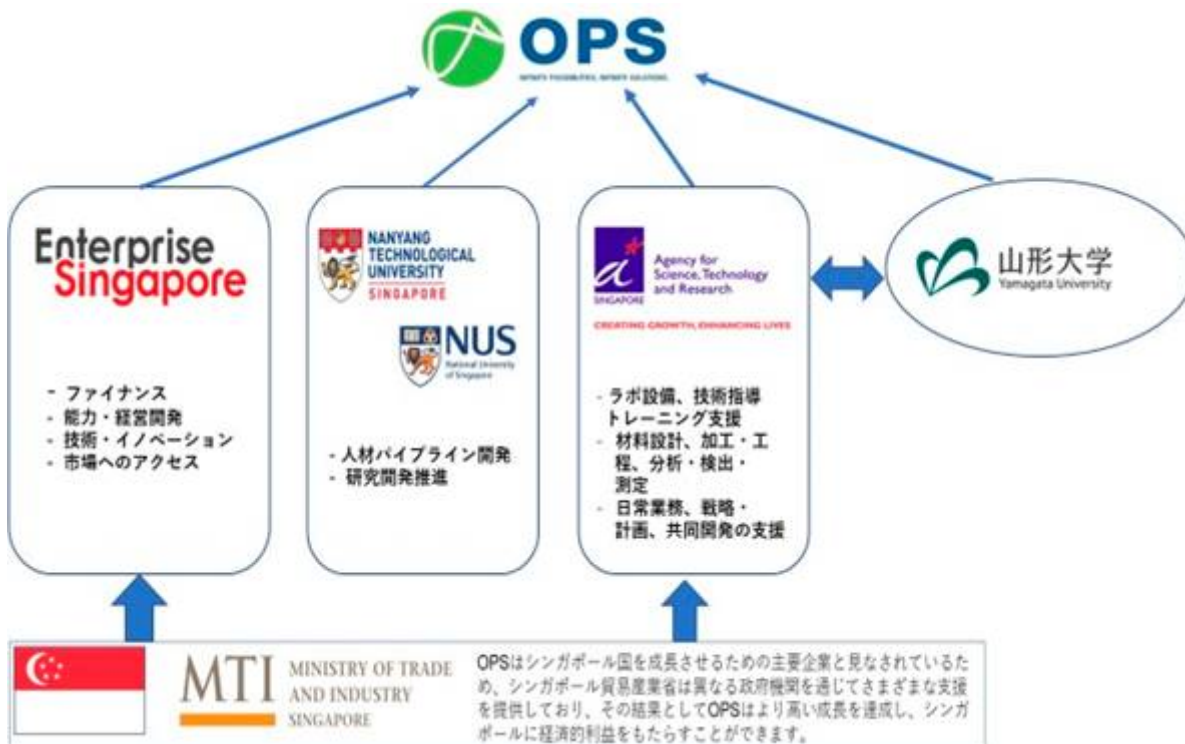 OPS
INFINITE POSSIBILITIES, INFINITE SOLUTIONS.
Enterprise
Singapore
- ファイナンス
- 能力・経営開発
- 技術・イノベーション
- 市場へのアクセス
NANYANG
TECHNOLOGICAL
UNIVERSITY
SINGAPORE
NUS
National University
of Singapore
- 人材パイプライン開発
- 研究開発推進
a
SINGAPORE
Agency for
Science, Technology
and Research
CREATING GROWTH, ENHANCING LIVES
- ラボ設備、技術指導
トレーニング支援
- 材料設計、加工・工
程、分析・検出・
測定
- 日常業務、戦略・
計画、共同開発の支援
山形大学
Yamagata University
MTI
MINISTRY OF TRADE
AND INDUSTRY
SINGAPORE
OPSはシンガポール国を成長させるための主要企業と見なされているた
め、シンガポール貿易産業省は異なる政府機関を通じてさまざまな支援
を提供しており、その結果としてOPSはより高い成長を達成し、シンガ
ポールに経済的利益をもたらすことができます。